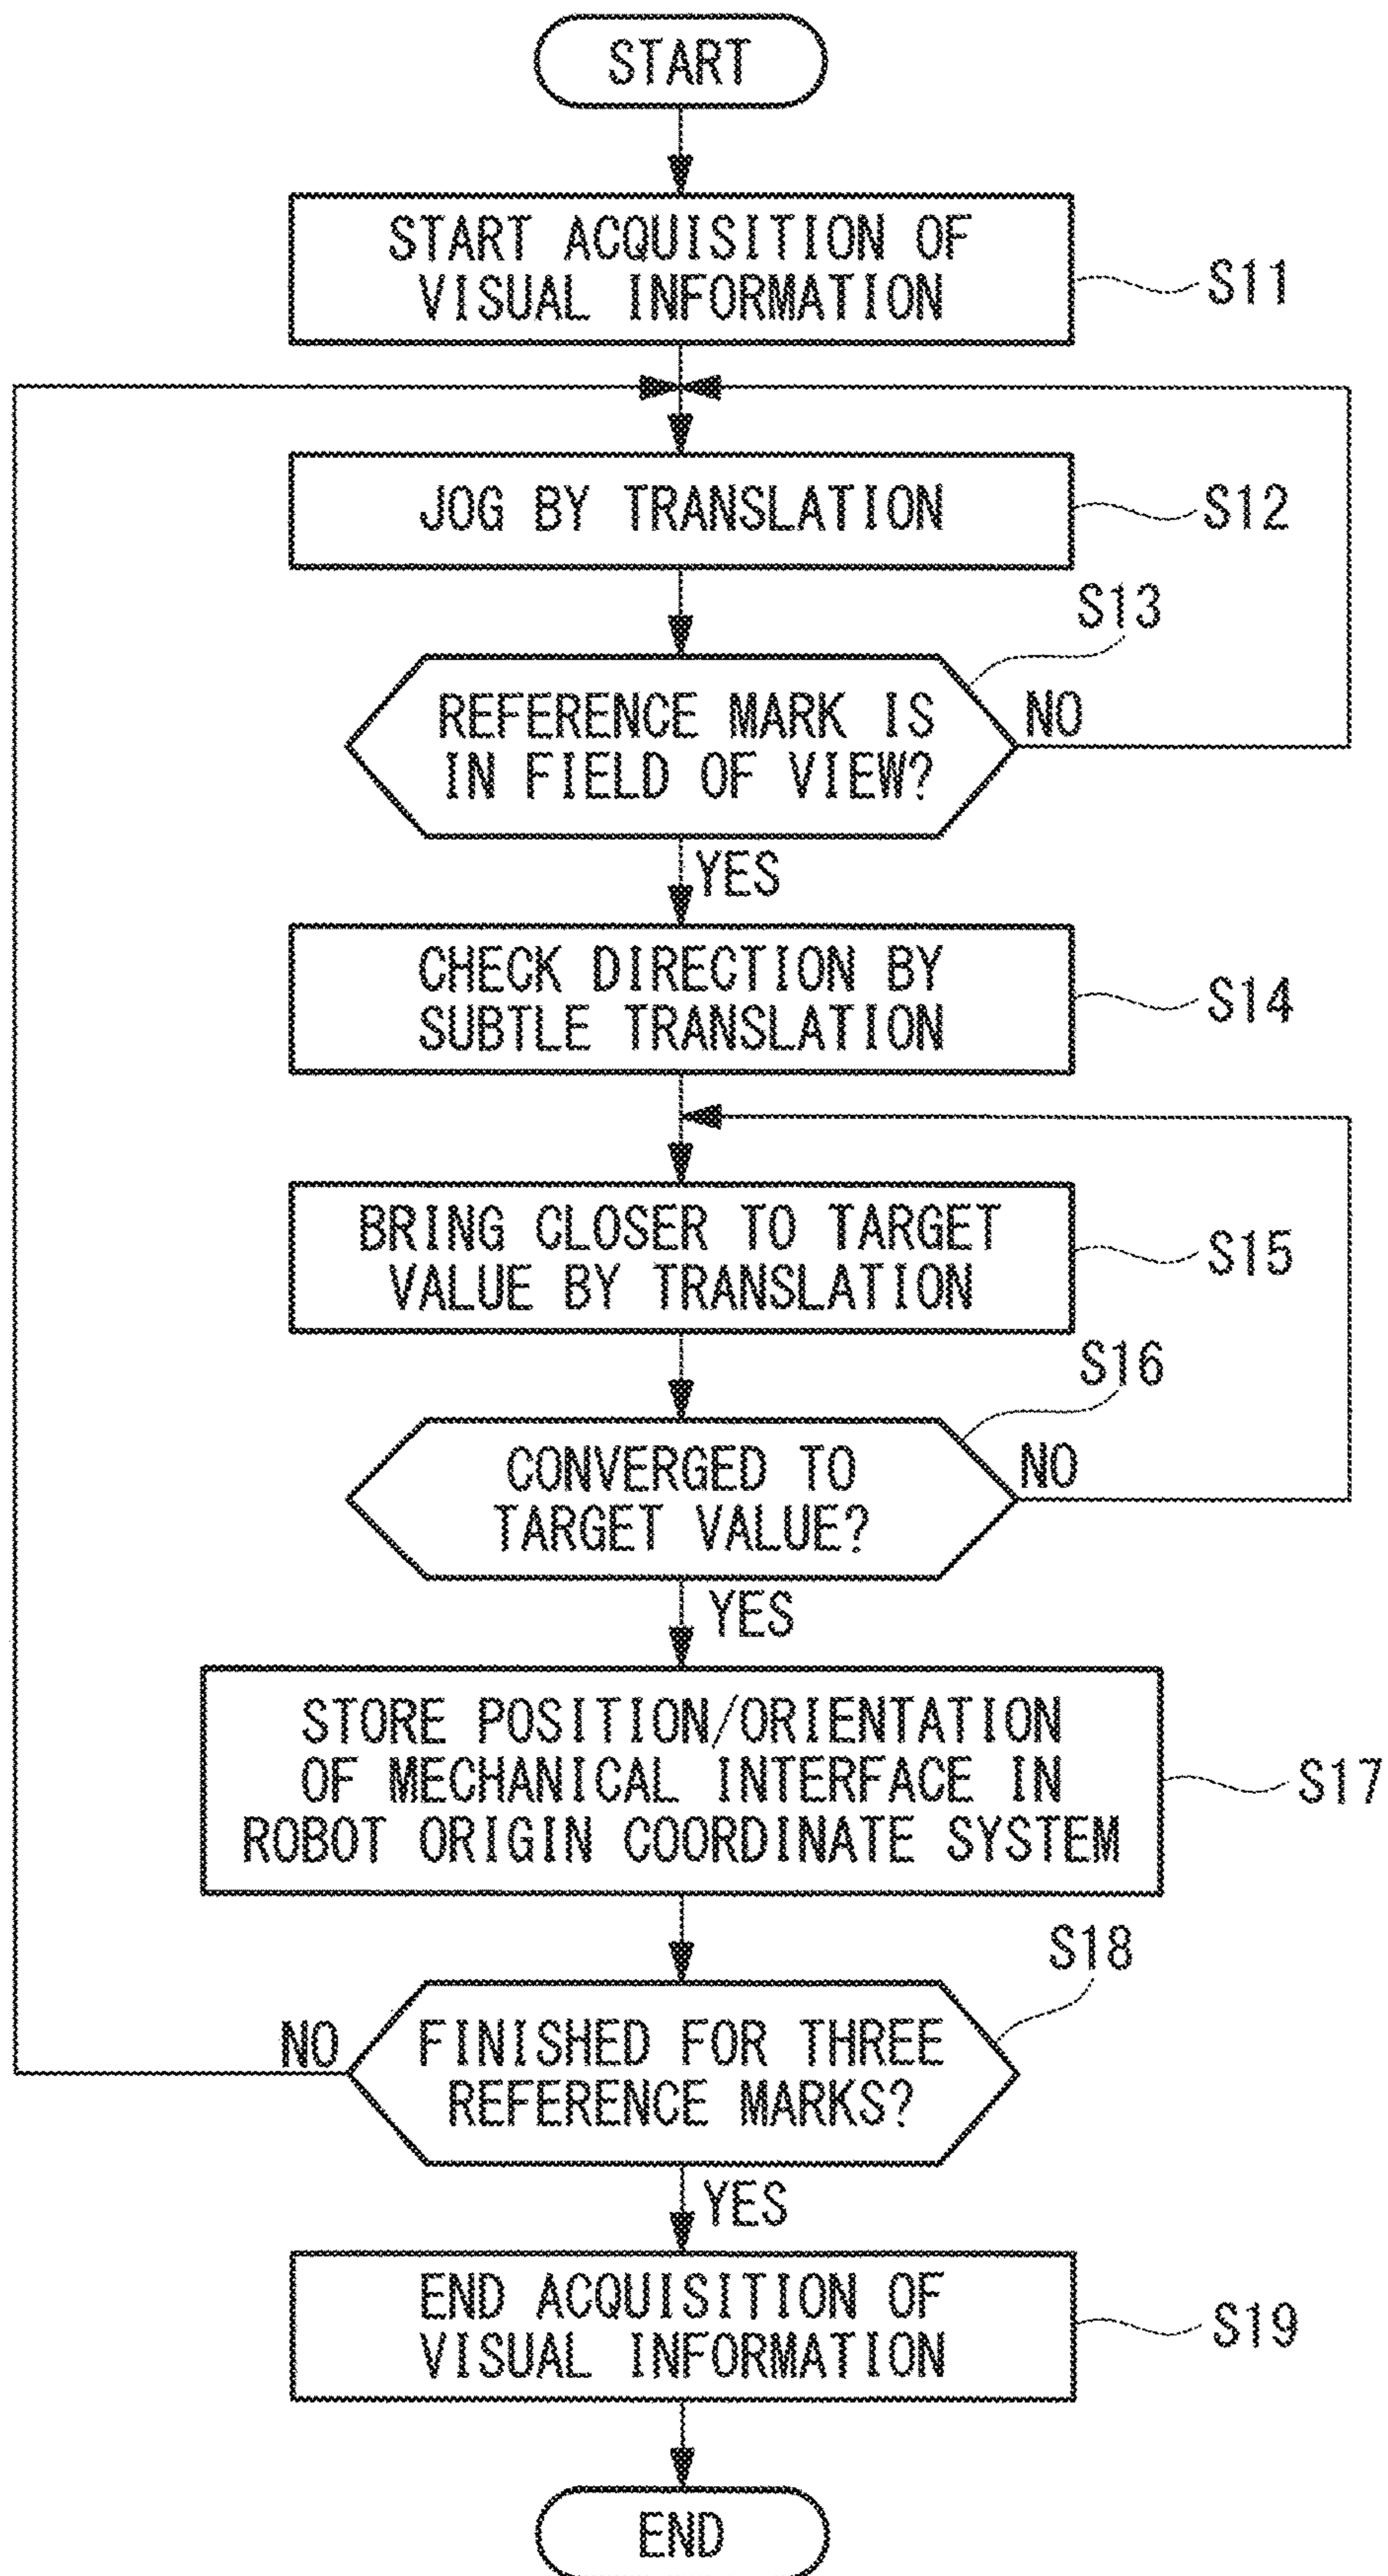 START
START ACQUISITION OF
VISUAL INFORMATION
S11
JOG BY TRANSLATION
S12
S13
REFERENCE MARK IS
IN FIELD OF VIEW?
NO
YES
CHECK DIRECTION BY
SUBTLE TRANSLATION
S14
BRING CLOSER TO TARGET
VALUE BY TRANSLATION
S15
S16
CONVERGED TO
TARGET VALUE?
NO
YES
STORE POSITION/ORIENTATION
OF MECHANICAL INTERFACE IN
ROBOT ORIGIN COORDINATE SYSTEM
S17
S18
NO
FINISHED FOR THREE
REFERENCE MARKS?
YES
END ACQUISITION OF
VISUAL INFORMATION
S19
END